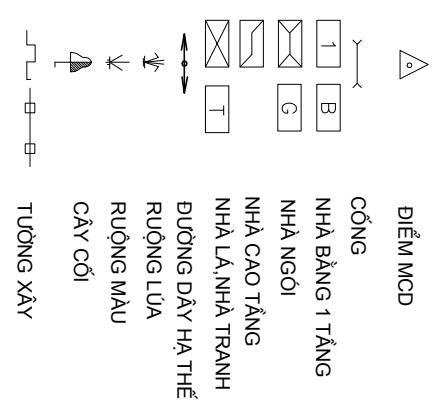 ĐIỂM MCD
CỐNG
1 B NHÀ BẰNG 1 TẦNG
G NHÀ NGÓI
NHÀ CAO TẦNG
T NHÀ LÁ,NHÀ TRANH
ĐƯỜNG DÂY HẠ THẾ
RUỘNG LÚA
RUỘNG MÀU
CÂY CỐI
TƯỜNG XÂY